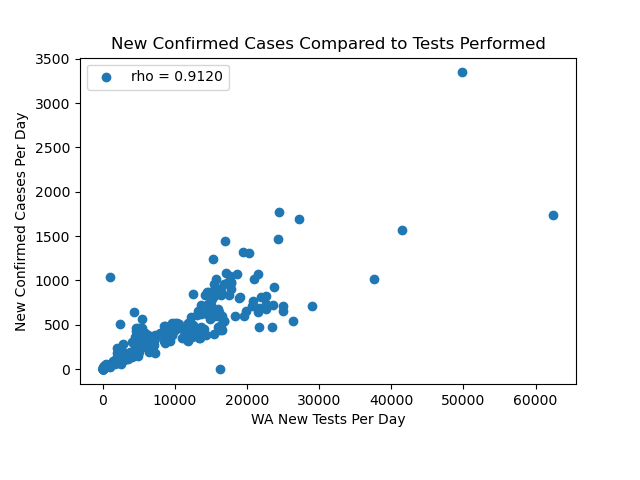 New Confirmed Cases Compared to Tests Performed
rho = 0.9120
New Confirmed Caeses Per Day
3500
3000
2500
2000
1500
1000
500
0
0 10000 20000 30000 40000 50000 60000
WA New Tests Per Day